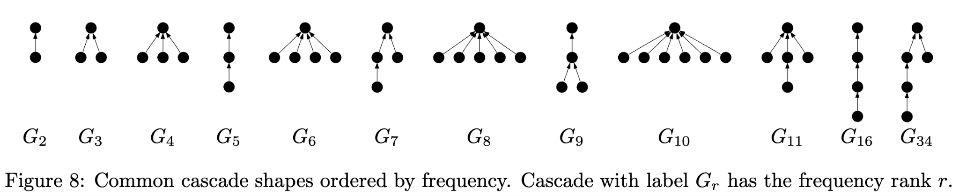 G2 G3 G4 G5 G6 G7 G8 G9 G10 G11 G16 G34
Figure 8: Common cascade shapes ordered by frequency. Cascade with label Gr has the frequency rank r.